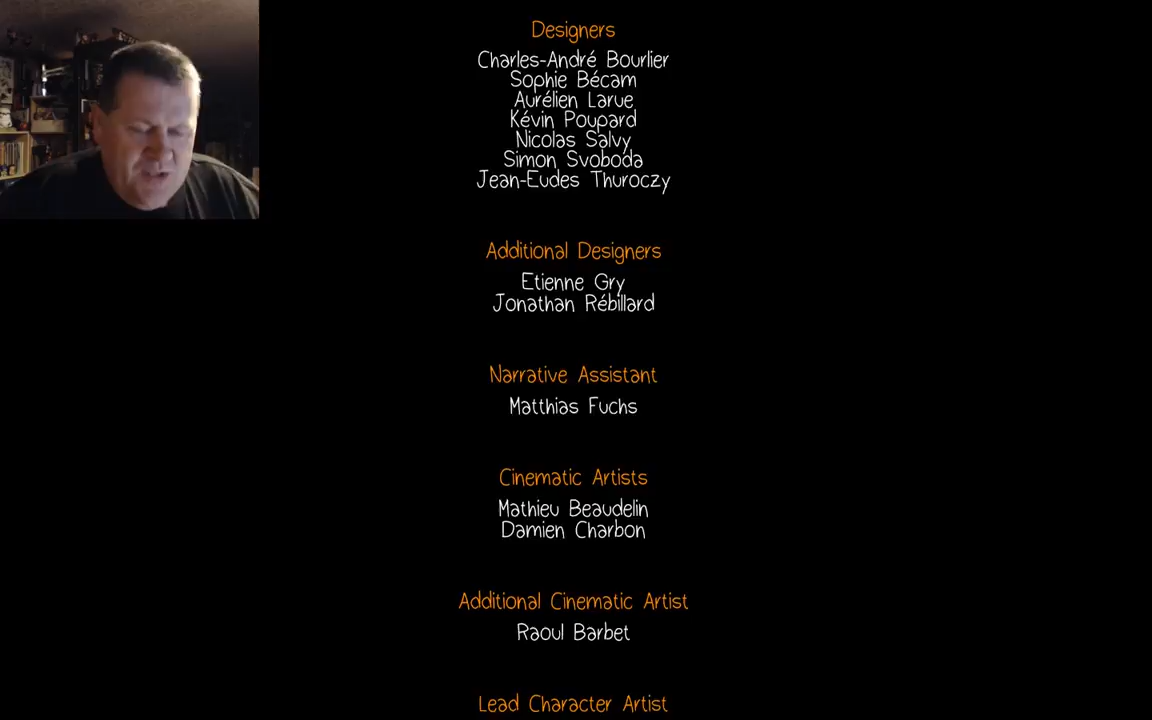 Designers
Charles-André Bourlier
Sophie Bécam
Aurélien Larue
Kévin Poupard
Nicolas Salvy
Simon Svoboda
Jean-Eudes Thuroczy
Additional Designers
Etienne Gry
Jonathan Rébillard
Narrative Assistant
Matthias Fuchs
Cinematic Artists
Mathieu Beaudelin
Damien Charbon
Additional Cinematic Artist
Raoul Barbet
Lead Character Artist